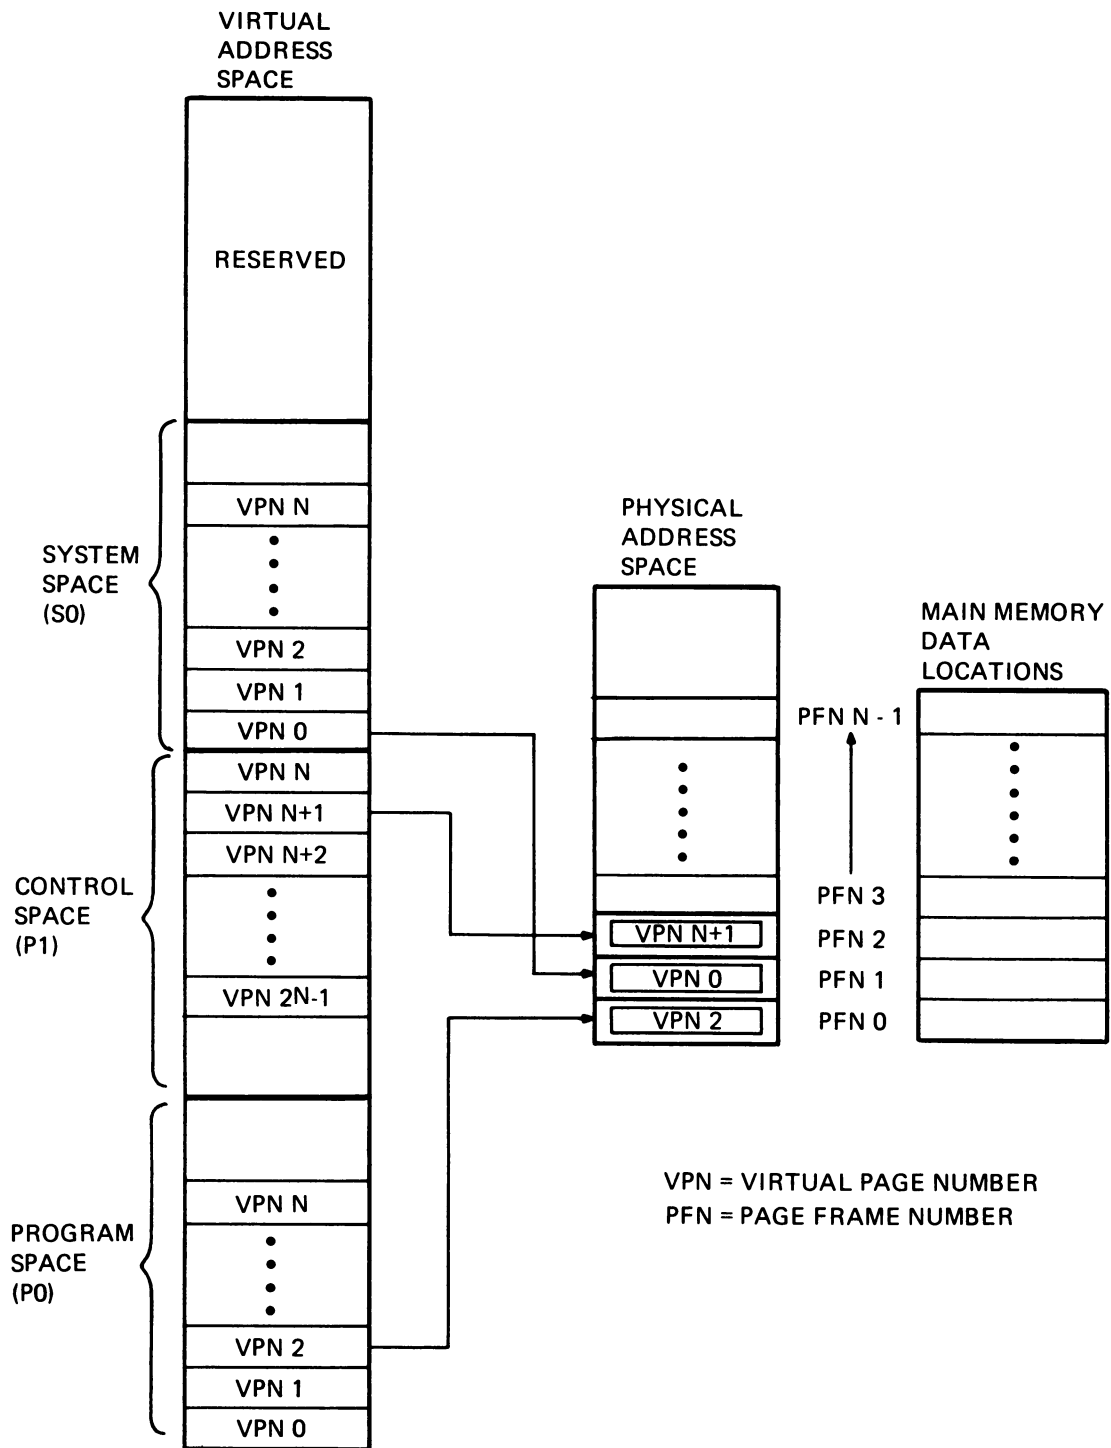 VIRTUAL
ADDRESS
SPACE
RESERVED
SYSTEM
SPACE
(S0)
VPN N
VPN 2
VPN 1
VPN 0
CONTROL
SPACE
(P1)
VPN N
VPN N+1
VPN N+2
VPN 2N-1
PROGRAM
SPACE
(P0)
VPN N
VPN 2
VPN 1
VPN 0
PHYSICAL
ADDRESS
SPACE
VPN N+1
VPN 0
VPN 2
PFN N - 1
PFN 3
PFN 2
PFN 1
PFN 0
MAIN MEMORY
DATA
LOCATIONS
VPN = VIRTUAL PAGE NUMBER
PFN = PAGE FRAME NUMBER